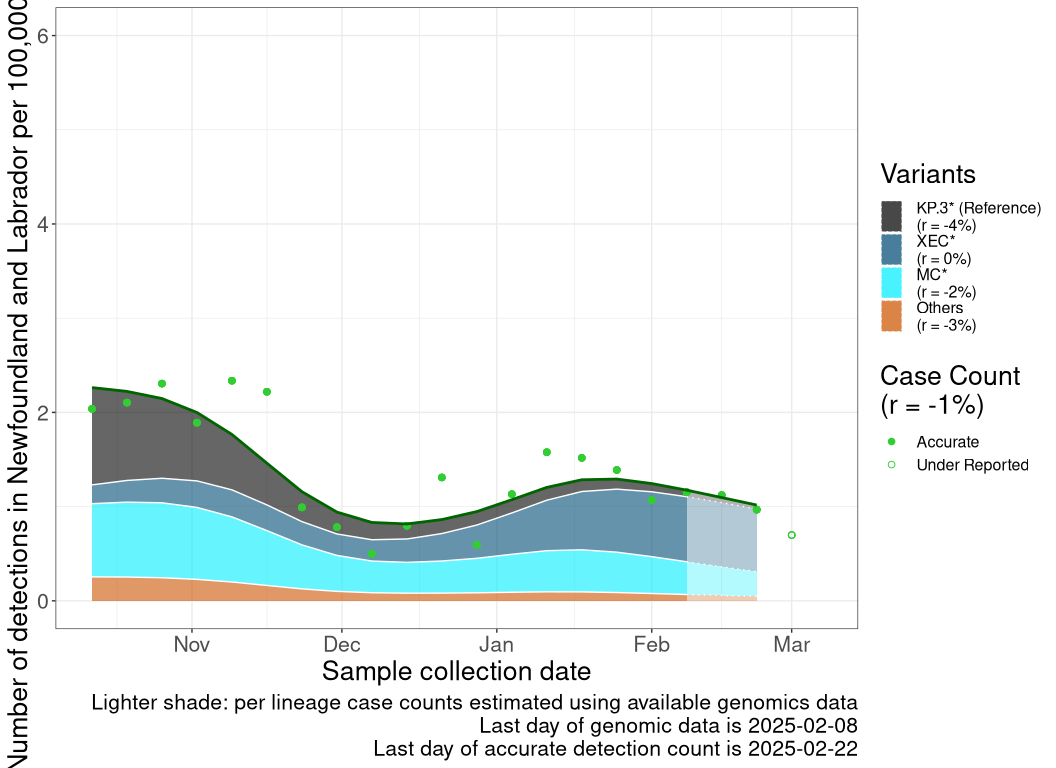 Number of detections in Newfoundland and Labrador per 100,000
6
4
2
0
Nov
Dec
Jan
Feb
Mar
Sample collection date
Lighter shade: per lineage case counts estimated using available genomics data
Last day of genomic data is 2025-02-08
Last day of accurate detection count is 2025-02-22
Variants
KP.3* (Reference)
(r = -4%)
XEC*
(r = 0%)
MC*
(r = -2%)
Others
(r = -3%)
Case Count
(r = -1%)
Accurate
Under Reported